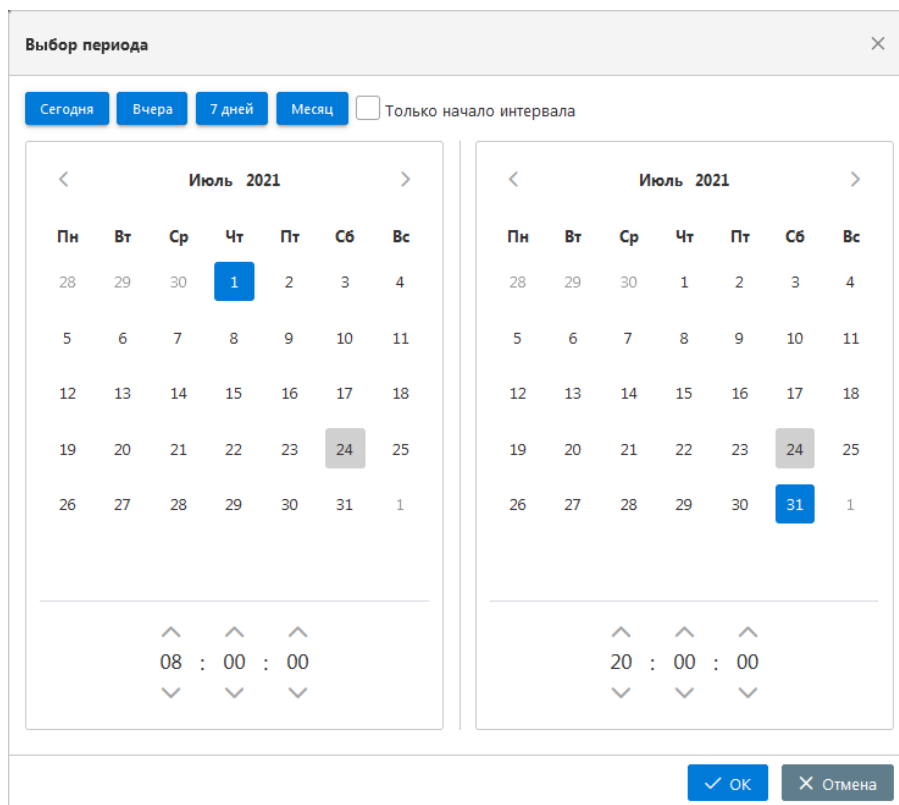 Выбор периода
Сегодня Вчера 7 дней Месяц Только начало интервала
Июль 2021
Пн Вт Ср Чт Пт Сб Вс
28 29 30 1 2 3 4
5 6 7 8 9 10 11
12 13 14 15 16 17 18
19 20 21 22 23 24 25
26 27 28 29 30 31 1
08 : 00 : 00
Июль 2021
Пн Вт Ср Чт Пт Сб Вс
28 29 30 1 2 3 4
5 6 7 8 9 10 11
12 13 14 15 16 17 18
19 20 21 22 23 24 25
26 27 28 29 30 31 1
20 : 00 : 00
ОК Отмена